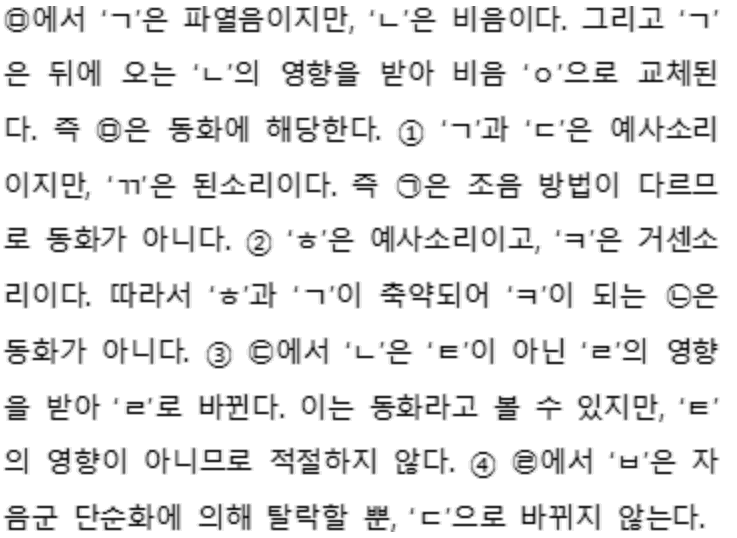 ㉤에서 ‘ㄱ’은 파열음이지만, ‘ㄴ’은 비음이다. 그리고 ‘ㄱ’
은 뒤에 오는 ‘ㄴ’의 영향을 받아 비음 ‘ㅇ’으로 교체된
다. 즉 ㉤은 동화에 해당한다. ① ‘ㄱ’과 ‘ㄷ’은 예사소리
이지만, ‘ㄲ’은 된소리이다. 즉 ㉠은 조음 방법이 다르므
로 동화가 아니다. ② ‘ㅎ’은 예사소리이고, ‘ㅋ’은 거센소
리이다. 따라서 ‘ㅎ’과 ‘ㄱ’이 축약되어 ‘ㅋ’이 되는 ㉡은
동화가 아니다. ③ ㉢에서 ‘ㄴ’은 ‘ㅌ’이 아닌 ‘ㄹ’의 영향
을 받아 ‘ㄹ’로 바뀐다. 이는 동화라고 볼 수 있지만, ‘ㅌ’
의 영향이 아니므로 적절하지 않다. ④ ㉣에서 ‘ㅂ’은 자
음군 단순화에 의해 탈락할 뿐, ‘ㄷ’으로 바뀌지 않는다.